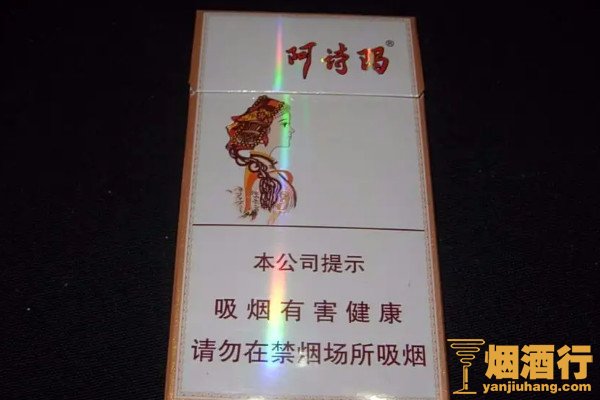 阿诗玛®
本公司提示
吸烟有害健康
请勿在禁烟场所吸烟
烟酒行
yanjiuhang.com